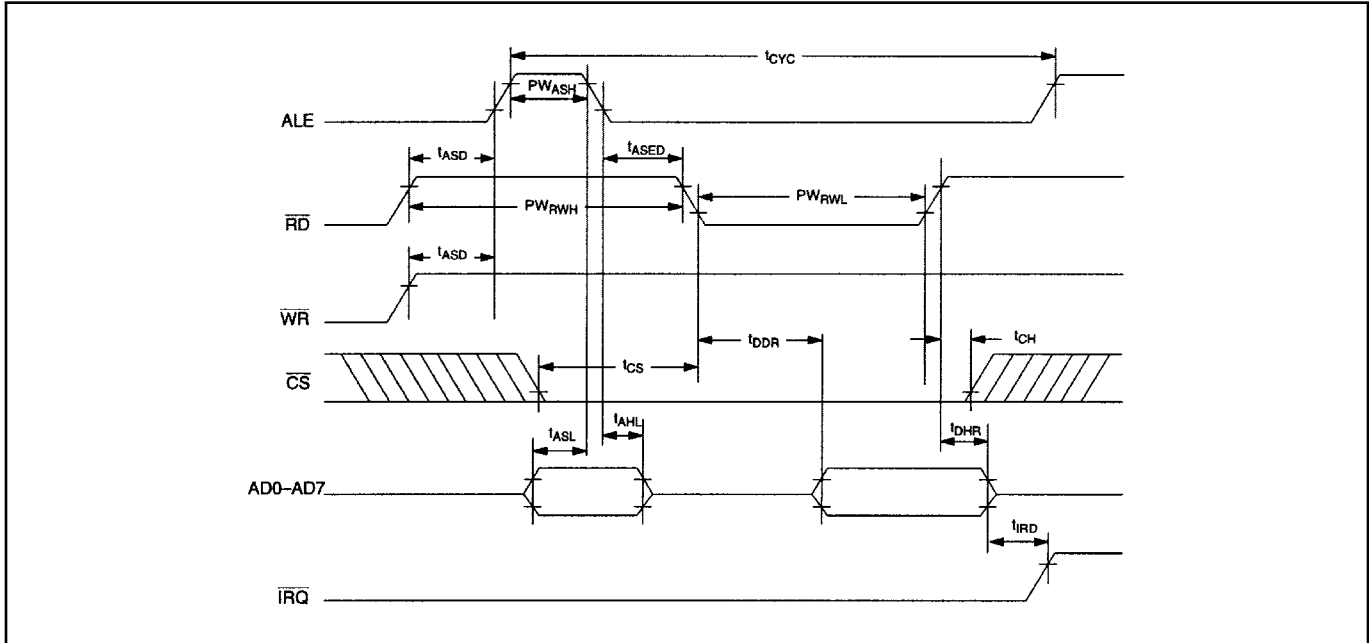 tCYC
PWASH
ALE
tASD
tASED
PWRWH
PWRWL
RD
tASD
WR
tDDR
tCH
tCS
CS
tASL
tAHL
tDHR
AD0–AD7
tIRD
IRQ